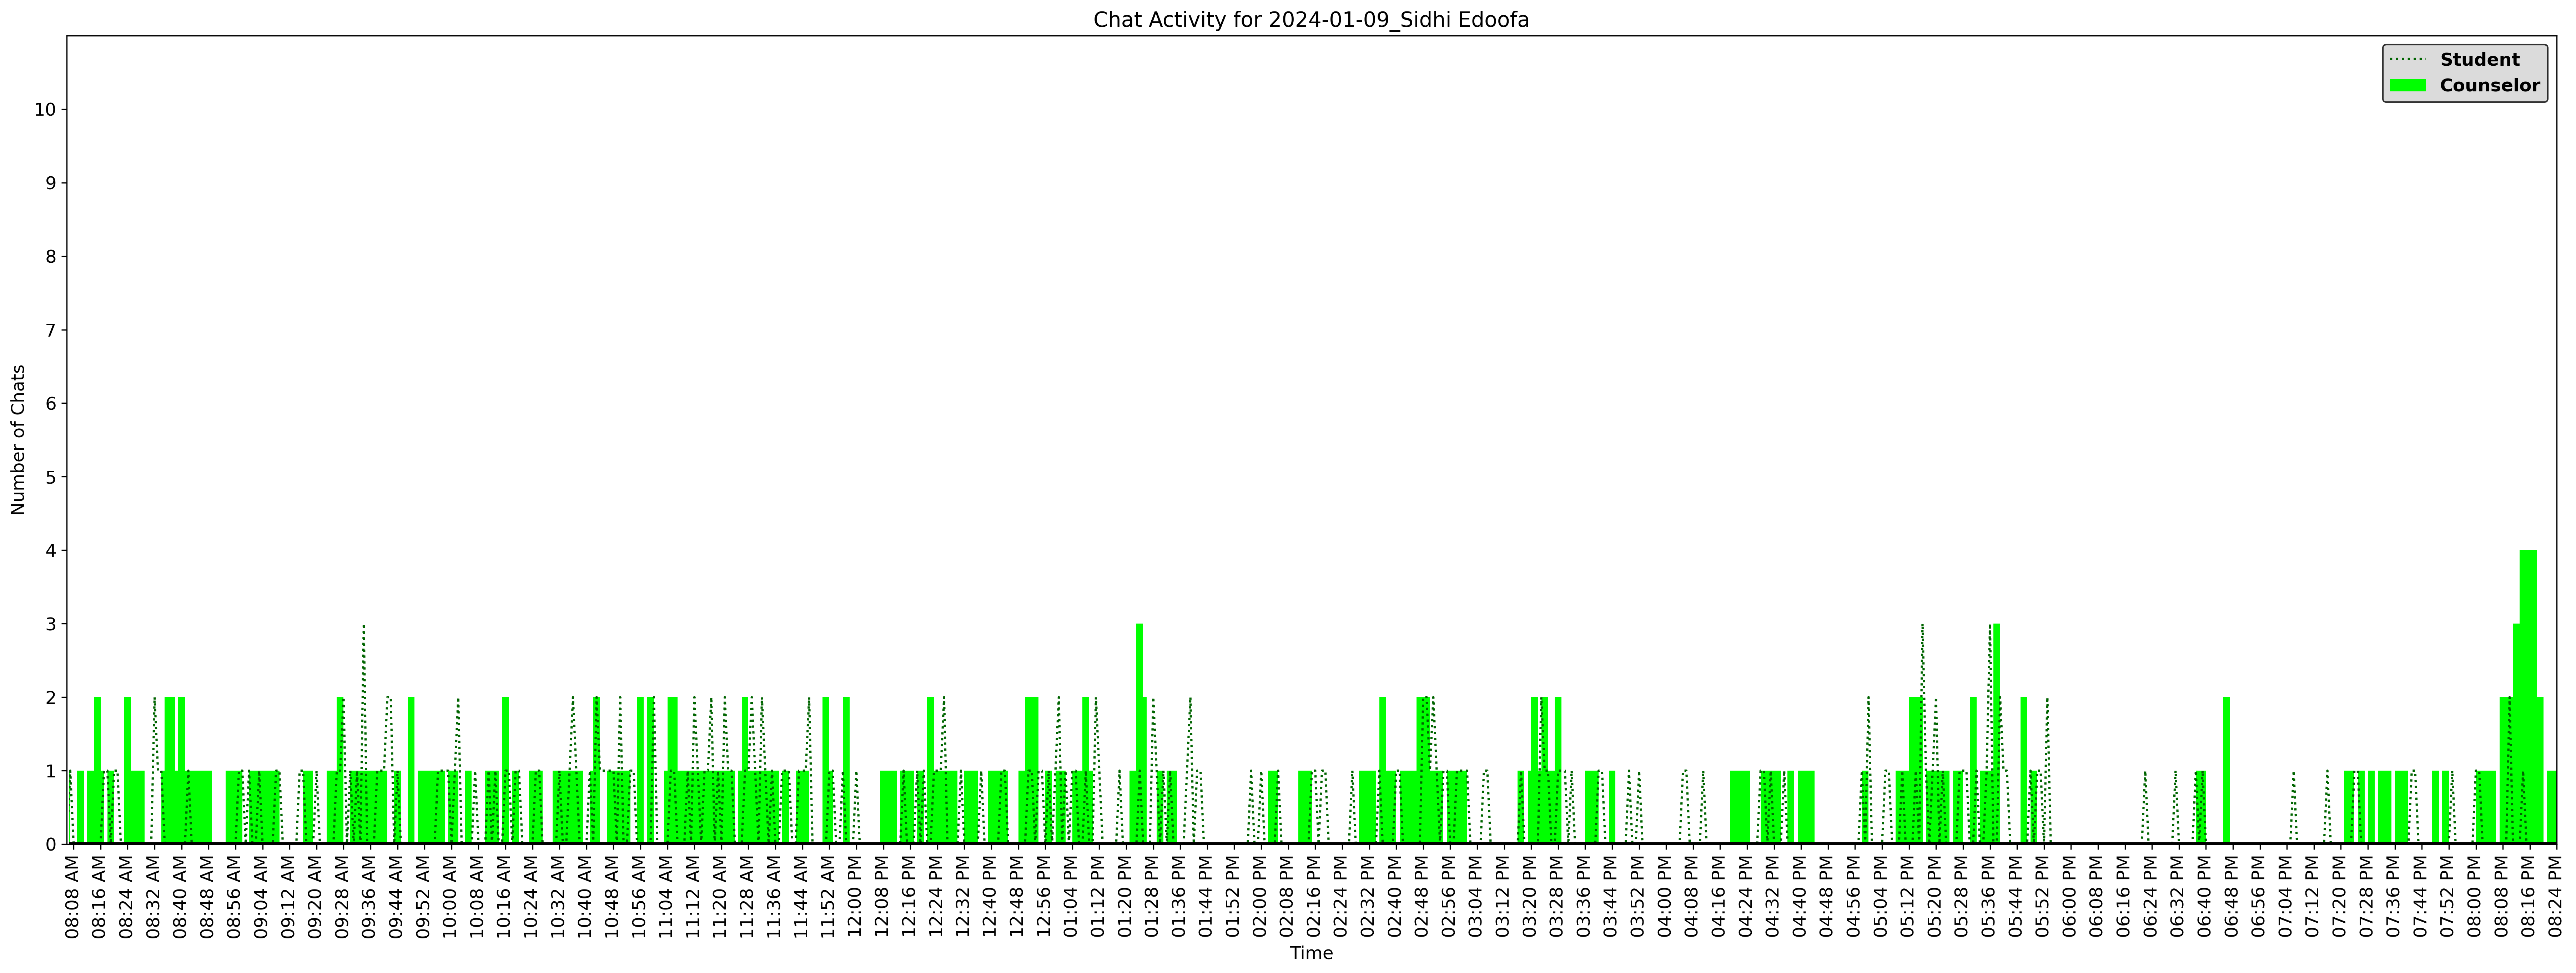 Chat Activity for 2024-01-09_Sidhi Edoofa
Student
Counselor
10
9
8
7
6
5
4
3
2
1
0
Number of Chats
08:08 AM
08:16 AM
08:24 AM
08:32 AM
08:40 AM
08:48 AM
08:56 AM
09:04 AM
09:12 AM
09:20 AM
09:28 AM
09:36 AM
09:44 AM
09:52 AM
10:00 AM
10:08 AM
10:16 AM
10:24 AM
10:32 AM
10:40 AM
10:48 AM
10:56 AM
11:04 AM
11:12 AM
11:20 AM
11:28 AM
11:36 AM
11:44 AM
11:52 AM
12:00 PM
12:08 PM
12:16 PM
12:24 PM
12:32 PM
12:40 PM
12:48 PM
12:56 PM
01:04 PM
01:12 PM
01:20 PM
01:28 PM
01:36 PM
01:44 PM
01:52 PM
02:00 PM
02:08 PM
02:16 PM
02:24 PM
02:32 PM
02:40 PM
02:48 PM
02:56 PM
03:04 PM
03:12 PM
03:20 PM
03:28 PM
03:36 PM
03:44 PM
03:52 PM
04:00 PM
04:08 PM
04:16 PM
04:24 PM
04:32 PM
04:40 PM
04:48 PM
04:56 PM
05:04 PM
05:12 PM
05:20 PM
05:28 PM
05:36 PM
05:44 PM
05:52 PM
06:00 PM
06:08 PM
06:16 PM
06:24 PM
06:32 PM
06:40 PM
06:48 PM
06:56 PM
07:04 PM
07:12 PM
07:20 PM
07:28 PM
07:36 PM
07:44 PM
07:52 PM
08:00 PM
08:08 PM
08:16 PM
08:24 PM
Time